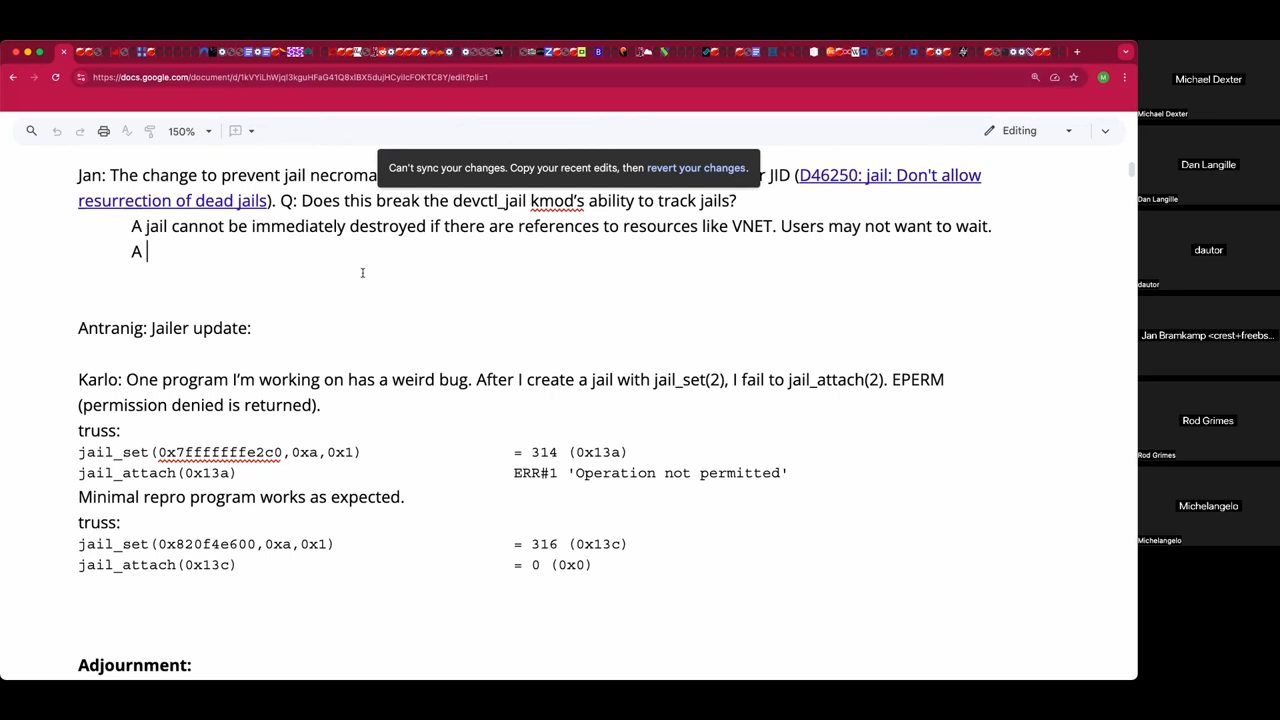 https://docs.google.com/document/d/1kVYiLhWjqI3kguHFaG41Q8xlBX5dujHCyiIcFOKTC8Y/edit?pli=1
M
150%
Editing
Can't sync your changes. Copy your recent edits, then revert your changes.
Jan: The change to prevent jail necroma JID (D46250: jail: Don't allow
resurrection of dead jails). Q: Does this break the devctl_jail kmod's ability to track jails?
A jail cannot be immediately destroyed if there are references to resources like VNET. Users may not want to wait.
A
Antranig: Jailer update:
Karlo: One program I'm working on has a weird bug. After I create a jail with jail_set(2), I fail to jail_attach(2). EPERM
(permission denied is returned).
truss:
jail_set(0x7fffffffe2c0,0xa,0x1) = 314 (0x13a)
jail_attach(0x13a) ERR#1 'Operation not permitted'
Minimal repro program works as expected.
truss:
jail_set(0x820f4e600,0xa,0x1) = 316 (0x13c)
jail_attach(0x13c) = 0 (0x0)
Adjournment:
Michael Dexter
Michael Dexter
Dan Langille
Dan Langille
dautor
dautor
Jan Bramkamp <crest+freebs...
Rod Grimes
Rod Grimes
Michelangelo
Michelangelo